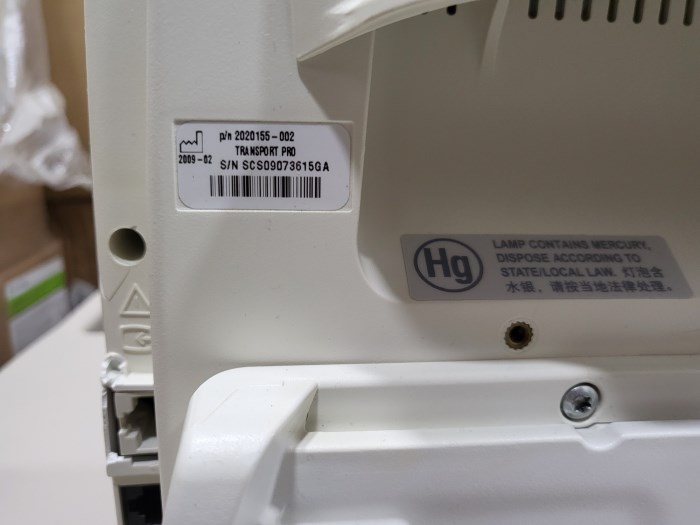 p/n 2020155-002
TRANSPORT PRO
2009-02
S/N SCS09073615GA
Hg
LAMP CONTAINS MERCURY,
DISPOSE ACCORDING TO
STATE/LOCAL LAW. 灯泡含
水银，请按当地法律处理。